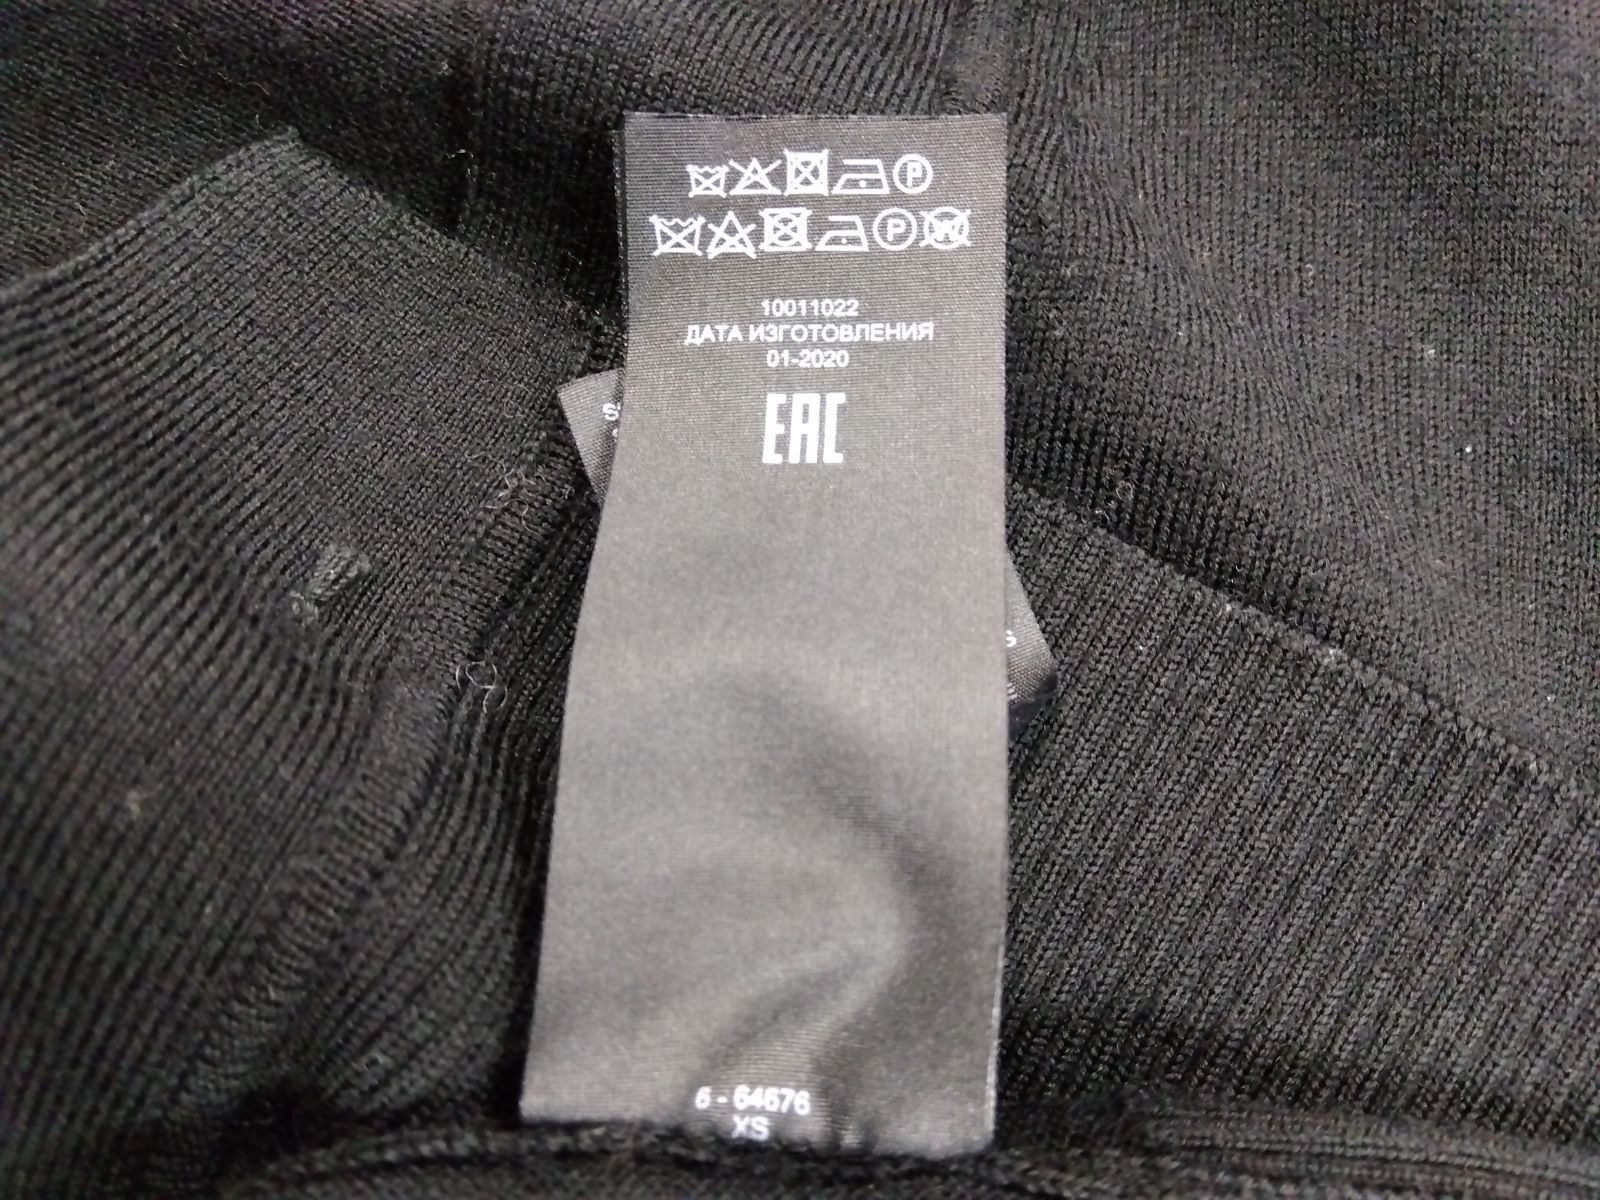 10011022
ДАТА ИЗГОТОВЛЕНИЯ
01-2020
EAC
6 - 64676
XS